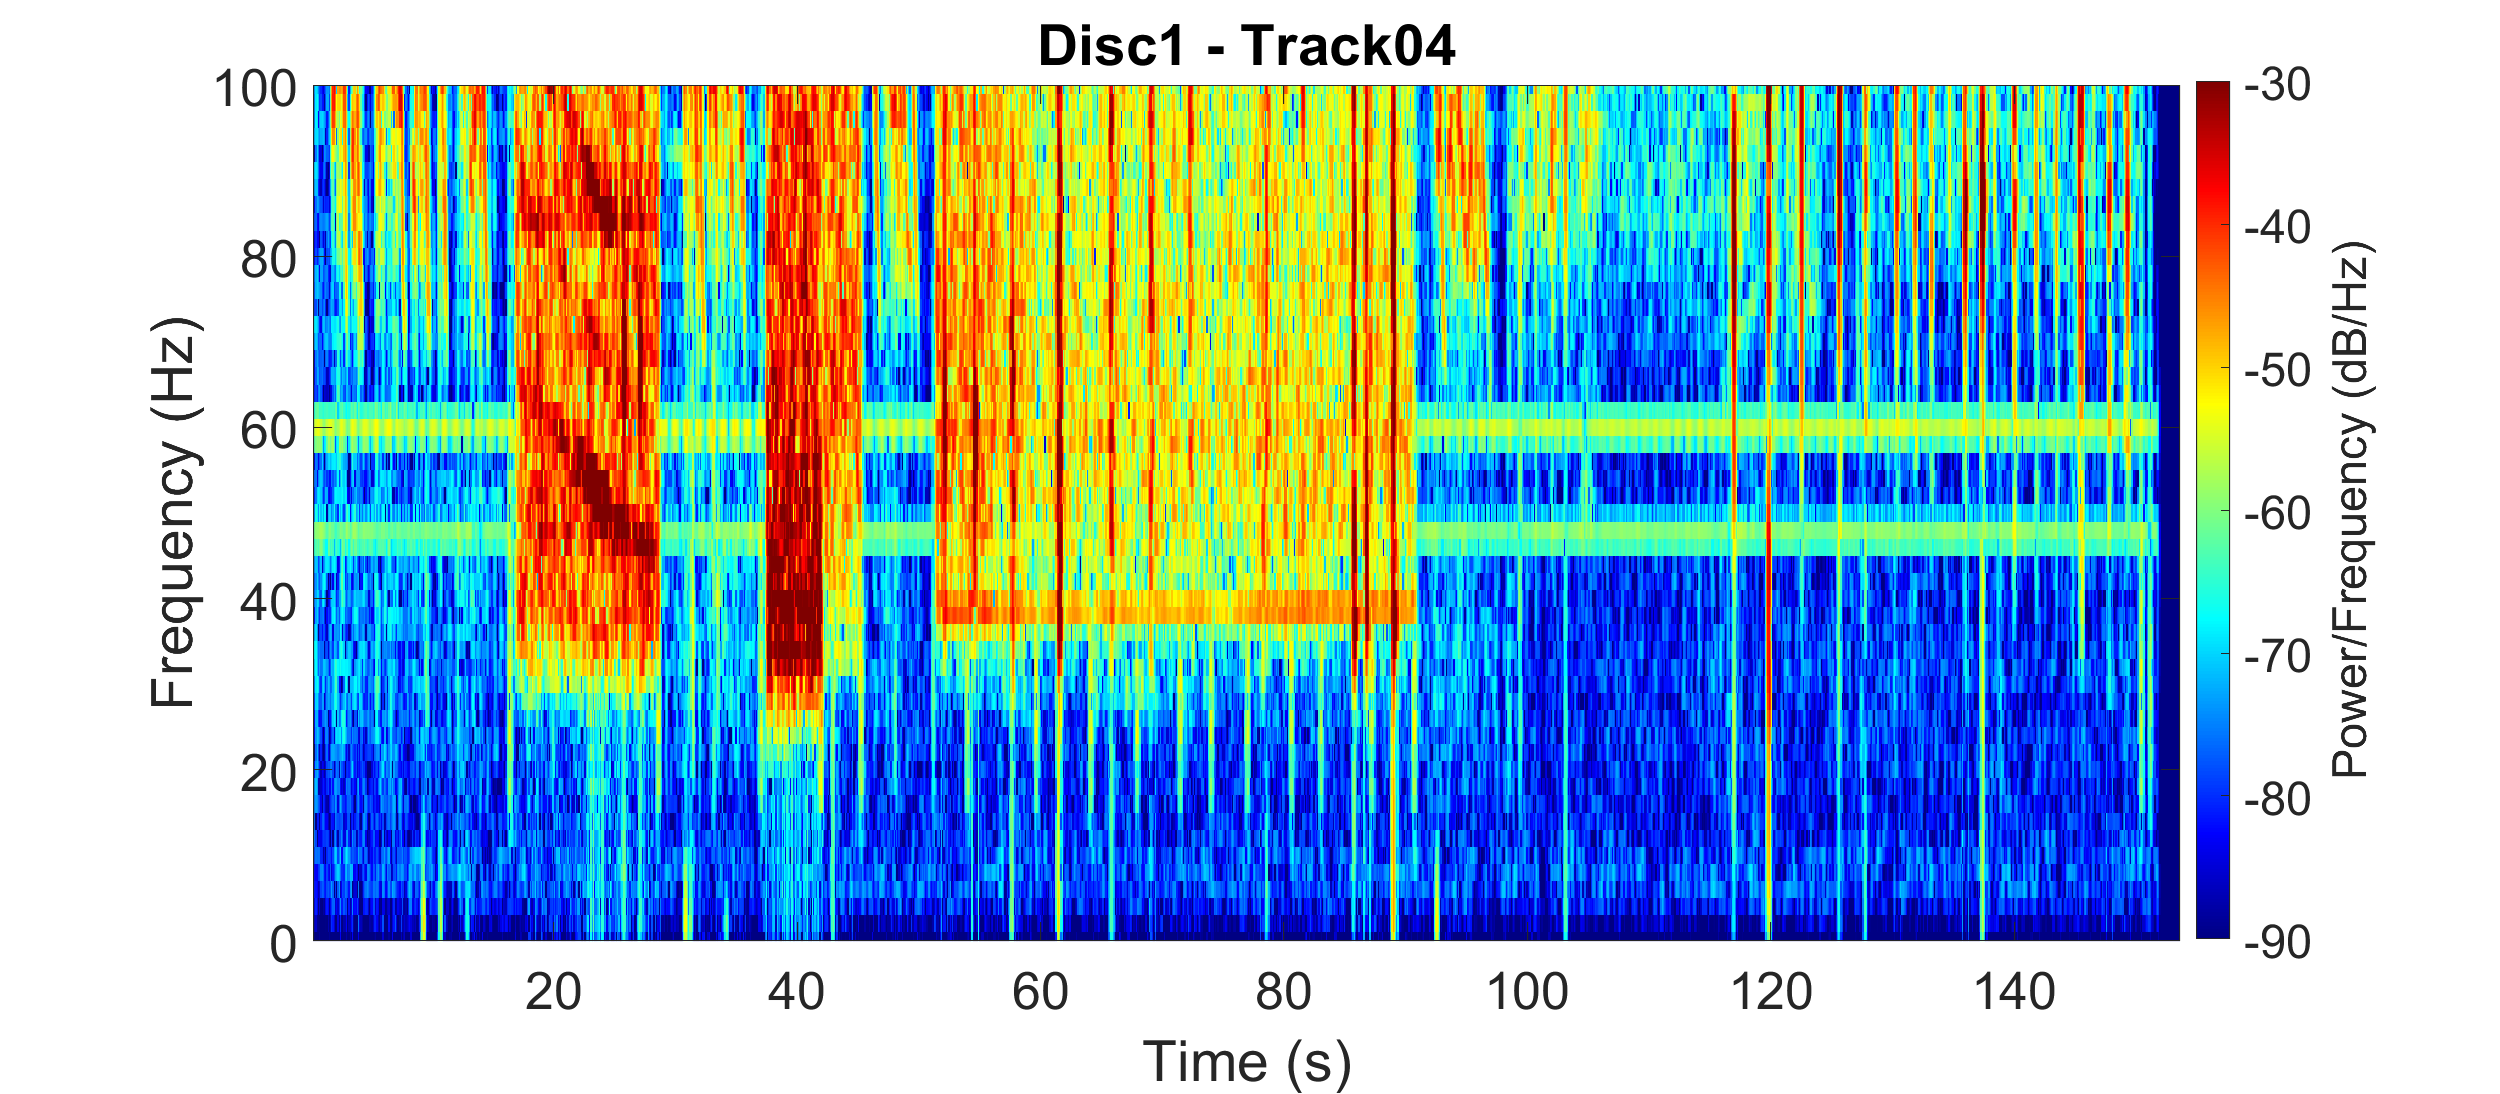 Disc1 - Track04
100
80
60
40
20
0
Frequency (Hz)
20 40 60 80 100 120 140
Time (s)
-30
-40
-50
-60
-70
-80
-90
Power/Frequency (dB/Hz)